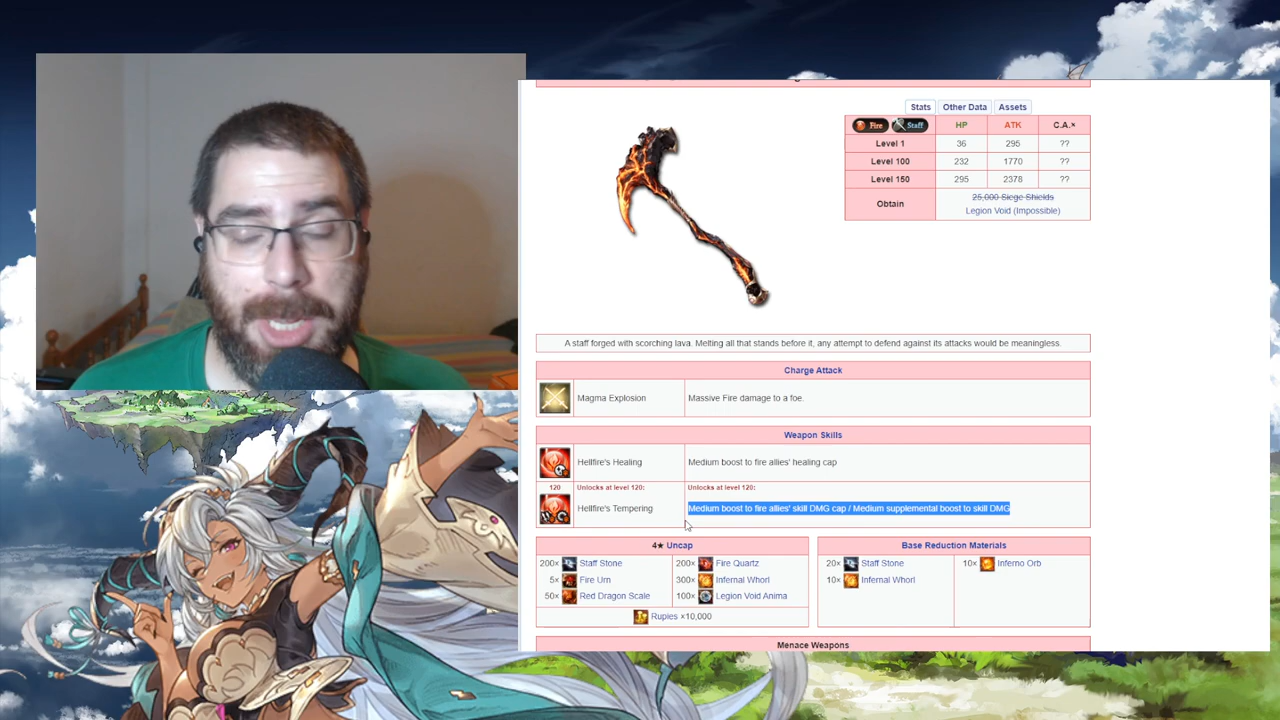 Stats Other Data Assets
Fire Staff HP ATK C.A.×
Level 1 36 295 ??
Level 100 232 1770 ??
Level 150 295 2378 ??
Obtain 25,000 Siege Shields
Legion Void (Impossible)
A staff forged with scorching lava. Melting all that stands before it, any attempt to defend against its attacks would be meaningless.
Charge Attack
Magma Explosion Massive Fire damage to a foe.
Weapon Skills
Hellfire's Healing Medium boost to fire allies' healing cap
120 Unlocks at level 120: Unlocks at level 120:
Hellfire's Tempering Medium boost to fire allies' skill DMG cap / Medium supplemental boost to skill DMG
4★ Uncap
200× Staff Stone 200× Fire Quartz
5× Fire Urn 300× Infernal Whorl
50× Red Dragon Scale 100× Legion Void Anima
Rupies ×10,000
Base Reduction Materials
20× Staff Stone 10× Inferno Orb
10× Infernal Whorl
Menace Weapons